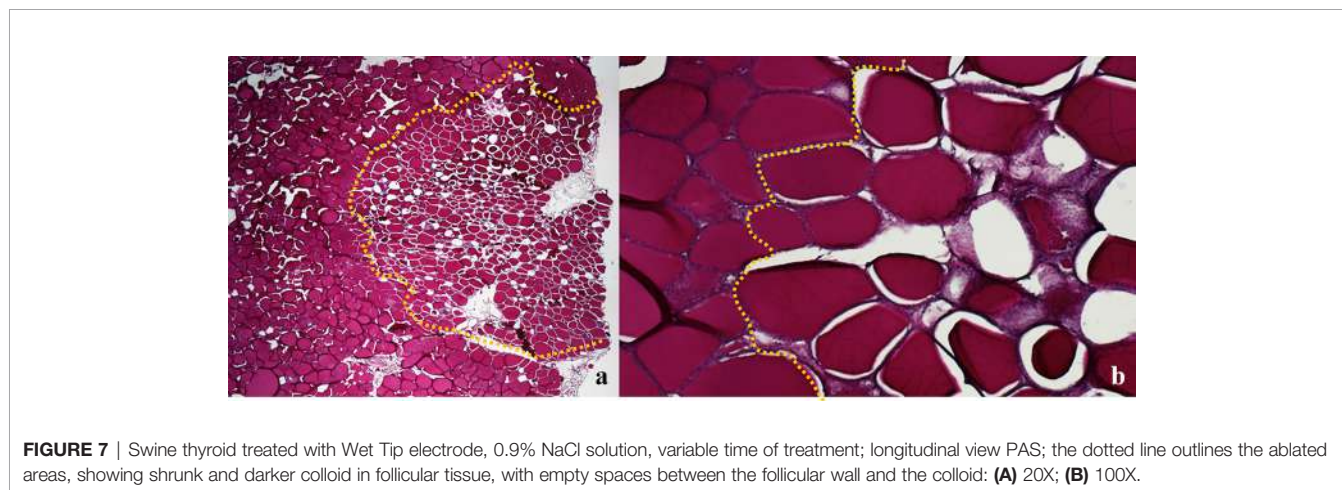 a
b
FIGURE 7 | Swine thyroid treated with Wet Tip electrode, 0.9% NaCl solution, variable time of treatment; longitudinal view PAS; the dotted line outlines the ablated
areas, showing shrunk and darker colloid in follicular tissue, with empty spaces between the follicular wall and the colloid: (A) 20X; (B) 100X.